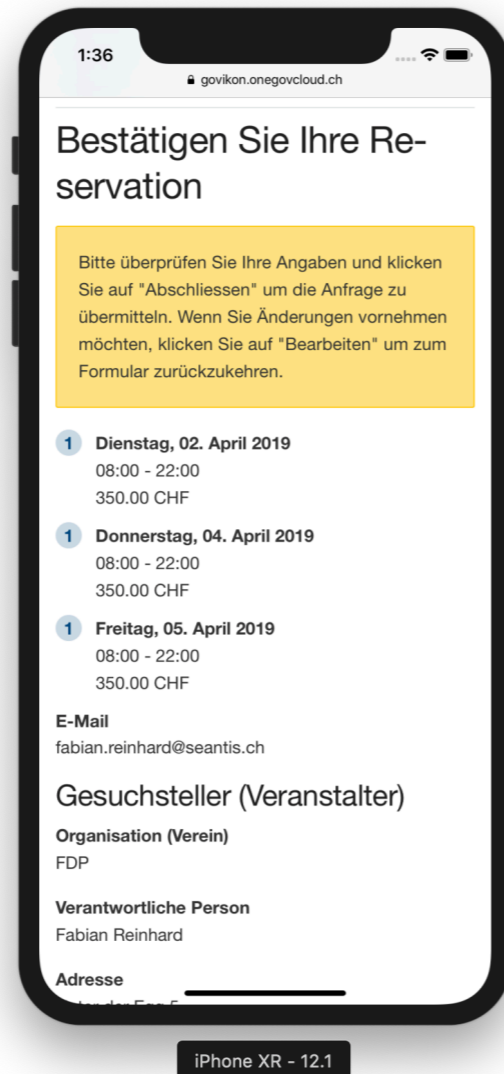 1:36
govikon.onegovcloud.ch
Bestätigen Sie Ihre Re-
servation
Bitte überprüfen Sie Ihre Angaben und klicken
Sie auf "Abschliessen" um die Anfrage zu
übermitteln. Wenn Sie Änderungen vornehmen
möchten, klicken Sie auf "Bearbeiten" um zum
Formular zurückzukehren.
1 Dienstag, 02. April 2019
08:00 - 22:00
350.00 CHF
1 Donnerstag, 04. April 2019
08:00 - 22:00
350.00 CHF
1 Freitag, 05. April 2019
08:00 - 22:00
350.00 CHF
E-Mail
fabian.reinhard@seantis.ch
Gesuchsteller (Veranstalter)
Organisation (Verein)
FDP
Verantwortliche Person
Fabian Reinhard
Adresse
iPhone XR - 12.1